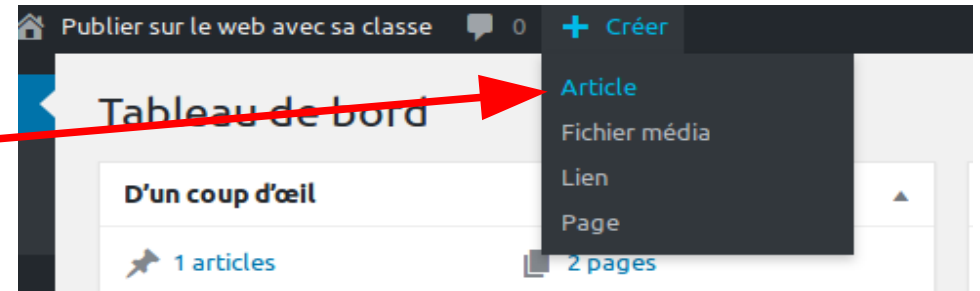 Publier sur le web avec sa classe 0 + Créer
Article
Tableau de bord
Fichier média
Lien
D'un coup d'œil
Page
1 articles 2 pages